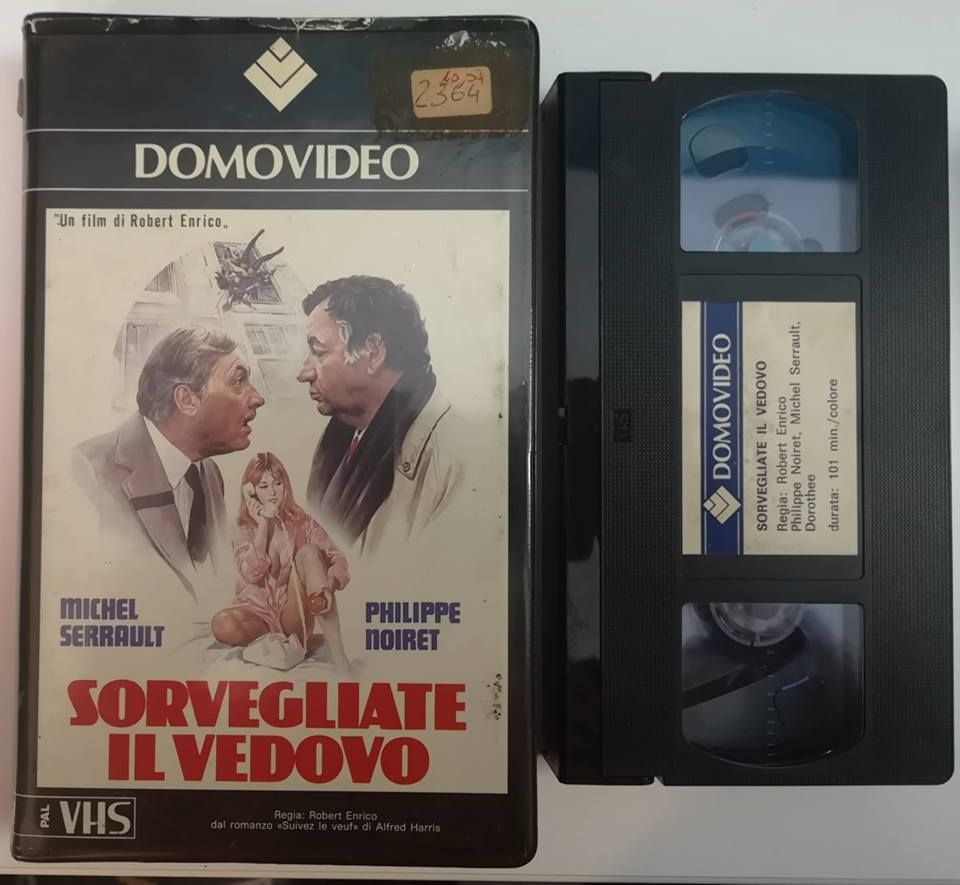 2364
DOMOVIDEO
"Un film di Robert Enrico„
MICHEL
SERRAULT
PHILIPPE
NOIRET
SORVEGLIATE
IL VEDOVO
PAL VHS
Regia: Robert Enrico
dal romanzo «Suivez le veuf» di Alfred Harris
VHS
DOMOVIDEO
SORVEGLIATE IL VEDOVO
Regia: Robert Enrico
Philippe Noiret, Michel Serrault,
Dorothee
durata: 101 min./colore